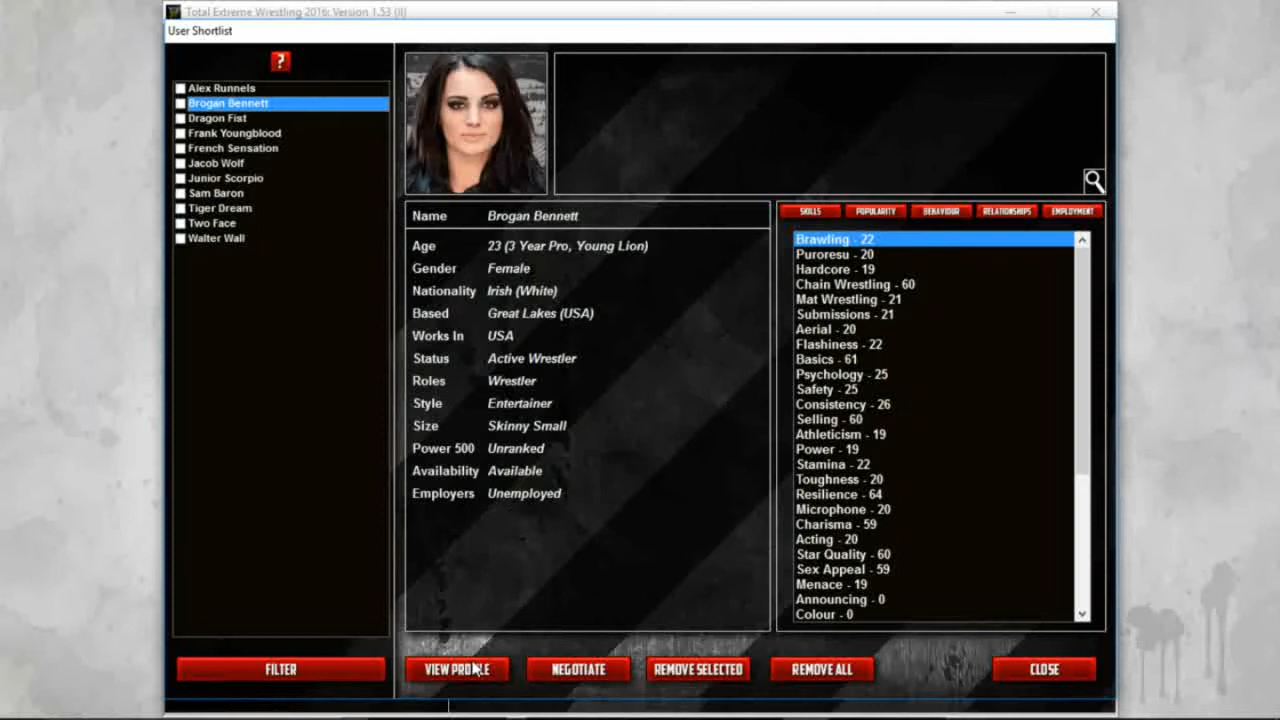 Total Extreme Wrestling 2016: Version 1.53 (II)
User Shortlist
?
Alex Runnels
Brogan Bennett
Dragon Fist
Frank Youngblood
French Sensation
Jacob Wolf
Junior Scorpio
Sam Baron
Tiger Dream
Two Face
Walter Wall
FILTER
Name Brogan Bennett
Age 23 (3 Year Pro, Young Lion)
Gender Female
Nationality Irish (White)
Based Great Lakes (USA)
Works In USA
Status Active Wrestler
Roles Wrestler
Style Entertainer
Size Skinny Small
Power 500 Unranked
Availability Available
Employers Unemployed
SKILLS POPULARITY BEHAVIOUR RELATIONSHIPS EMPLOYMENT
Brawling - 22
Puroresu - 20
Hardcore - 19
Chain Wrestling - 60
Mat Wrestling - 21
Submissions - 21
Aerial - 20
Flashiness - 22
Basics - 61
Psychology - 25
Safety - 25
Consistency - 26
Selling - 60
Athleticism - 19
Power - 19
Stamina - 22
Toughness - 20
Resilience - 64
Microphone - 20
Charisma - 59
Acting - 20
Star Quality - 60
Sex Appeal - 59
Menace - 19
Announcing - 0
Colour - 0
VIEW PROFILE NEGOTIATE REMOVE SELECTED REMOVE ALL CLOSE